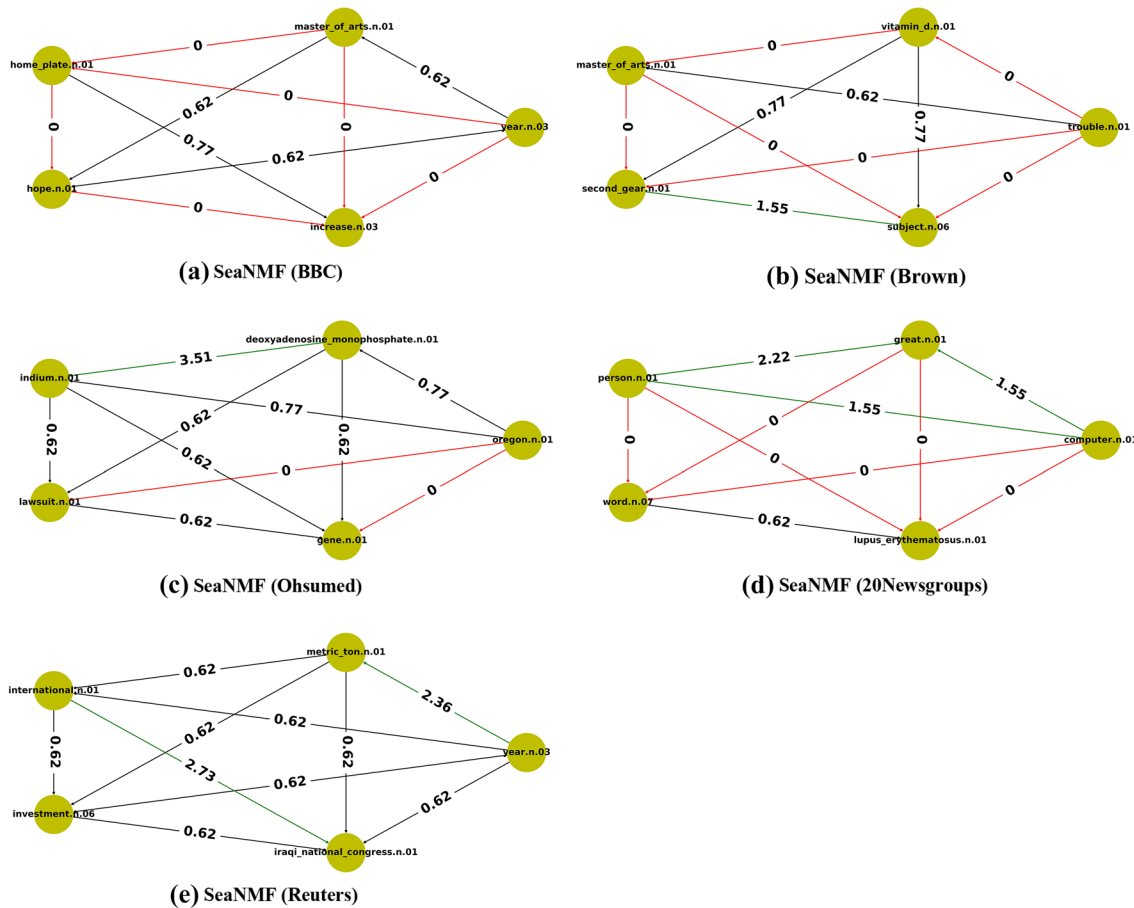 master_of_arts.n.01
0
home_plate.n.01
0.62
0
0.62
0
0
year.n.03
0.77
0.62
0
hope.n.01
0
increase.n.03
(a) SeaNMF (BBC)
vitamin_d.n.01
0
master_of_arts.n.01
0
0.62
0.77
0
0.77
trouble.n.01
0
0
0
second_gear.n.01
1.55
subject.n.06
(b) SeaNMF (Brown)
deoxyadenosine_monophosphate.n.01
3.51
indium.n.01
0.77
0.77
0.62
0.62
0.62
oregon.n.01
0.62
0
0
lawsuit.n.01
0.62
gene.n.01
(c) SeaNMF (Ohsumed)
great.n.01
2.22
person.n.01
1.55
1.55
0
0
0
computer.n.01
0
0
0
word.n.07
0.62
lupus_erythematosus.n.01
(d) SeaNMF (20Newsgroups)
metric_ton.n.01
0.62
international.n.01
2.36
0.62
0.62
0.62
0.62
year.n.03
2.73
0.62
0.62
investment.n.06
0.62
iraqi_national_congress.n.01
(e) SeaNMF (Reuters)